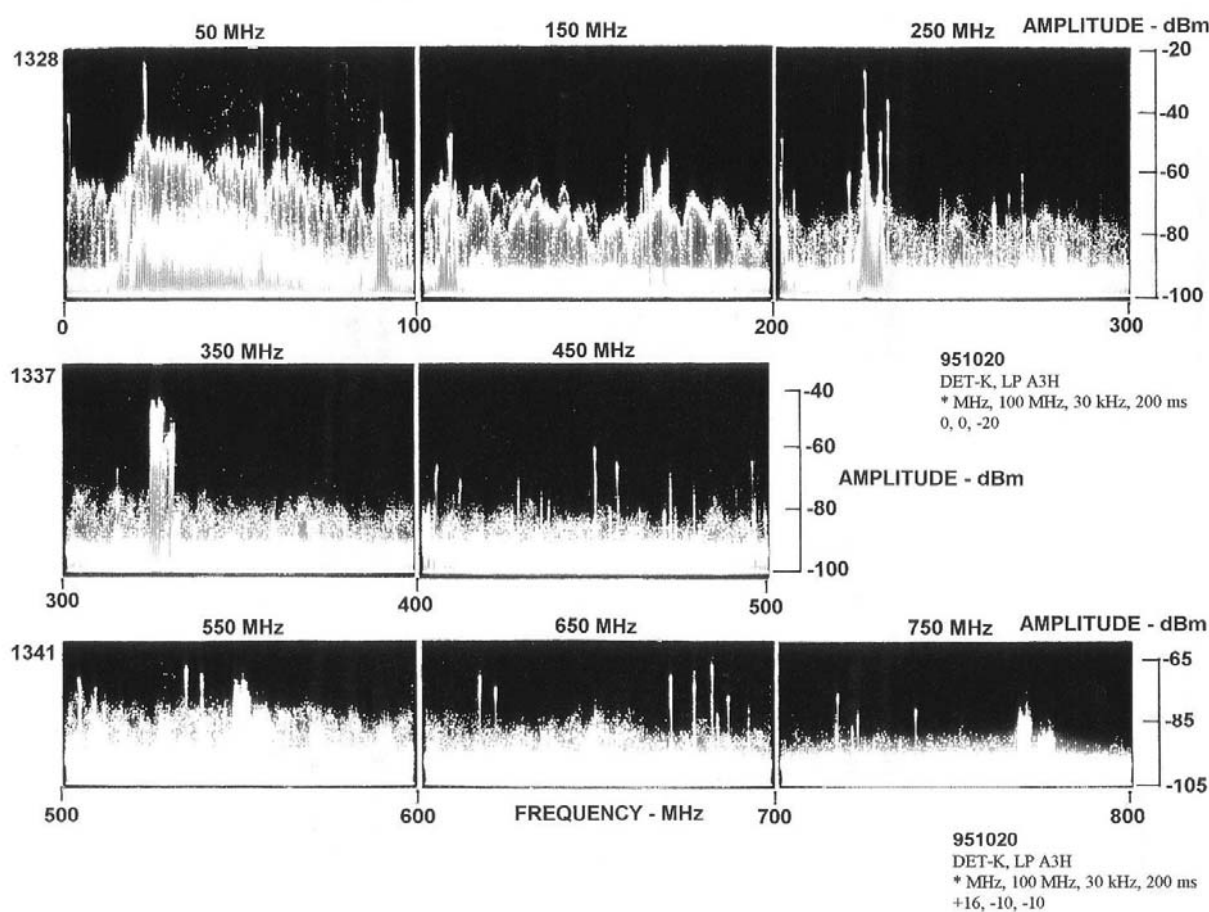 50 MHz 150 MHz 250 MHz AMPLITUDE - dBm
1328
-20
-40
-60
-80
-100
0 100 200 300
350 MHz 450 MHz
1337
-40
-60
AMPLITUDE - dBm
-80
-100
300 400 500
951020
DET-K, LP A3H
* MHz, 100 MHz, 30 kHz, 200 ms
0, 0, -20
550 MHz 650 MHz 750 MHz AMPLITUDE - dBm
1341
-65
-85
-105
500 600 FREQUENCY - MHz 700 800
951020
DET-K, LP A3H
* MHz, 100 MHz, 30 kHz, 200 ms
+16, -10, -10